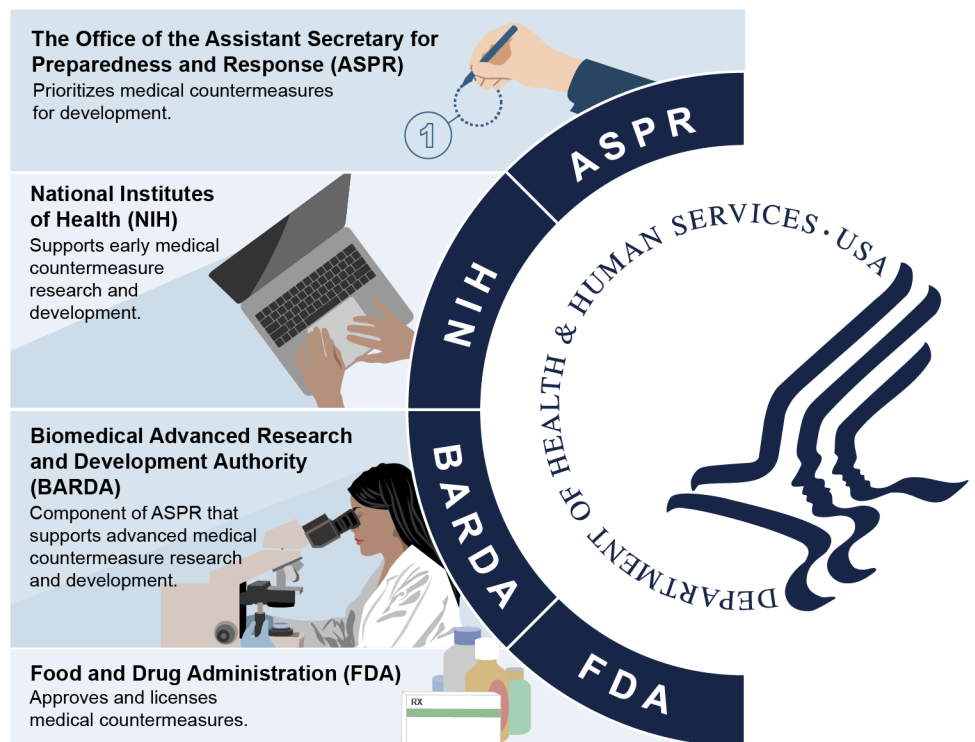 The Office of the Assistant Secretary for
Preparedness and Response (ASPR)
Prioritizes medical countermeasures
for development.
1
ASPR
National Institutes
of Health (NIH)
Supports early medical
countermeasure
research and
development.
NIH
DEPARTMENT OF HEALTH & HUMAN SERVICES · USA
Biomedical Advanced Research
and Development Authority
(BARDA)
Component of ASPR that
supports advanced medical
countermeasure research
and development.
BARDA
Food and Drug Administration (FDA)
Approves and licenses
medical countermeasures.
RX
FDA